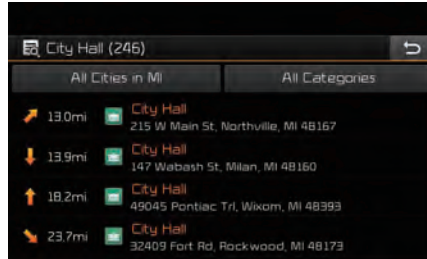 City Hall (246)
All Cities in MI
All Categories
13.0mi
City Hall
215 W Main St, Northville, MI 48167
13.9mi
City Hall
147 Wabash St, Milan, MI 48160
18.2mi
City Hall
49045 Pontiac Trl, Wixom, MI 48393
23.7mi
City Hall
32409 Fort Rd, Rockwood, MI 48173